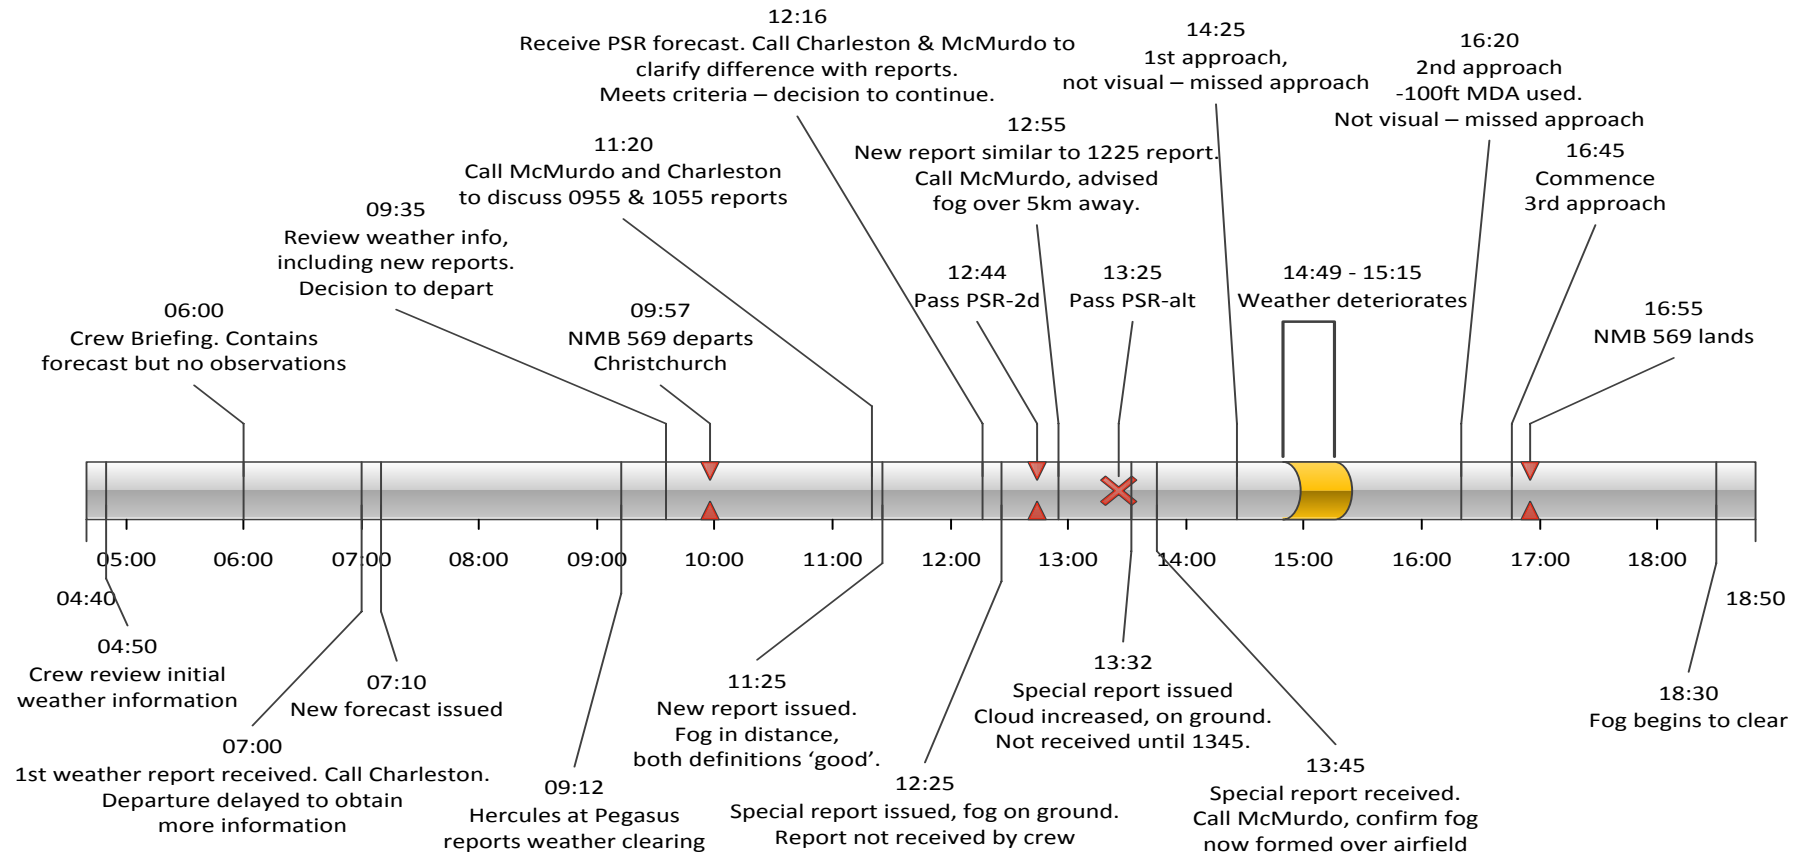 12:16
Receive PSR forecast. Call Charleston & McMurdo to
clarify difference with reports.
Meets criteria – decision to continue.
14:25
1st approach,
not visual – missed approach
16:20
2nd approach
-100ft MDA used.
Not visual – missed approach
12:55
New report similar to 1225 report.
Call McMurdo, advised
fog over 5km away.
11:20
Call McMurdo and Charleston
to discuss 0955 & 1055 reports
16:45
Commence
3rd approach
09:35
Review weather info,
including new reports.
Decision to depart
12:44
Pass PSR-2d
13:25
Pass PSR-alt
14:49 - 15:15
Weather deteriorates
06:00
Crew Briefing. Contains
forecast but no observations
09:57
NMB 569 departs
Christchurch
16:55
NMB 569 lands
05:00
06:00
07:00
08:00
09:00
10:00
11:00
12:00
13:00
14:00
15:00
16:00
17:00
18:00
04:40
18:50
04:50
Crew review initial
weather information
07:10
New forecast issued
07:00
1st weather report received. Call Charleston.
Departure delayed to obtain
more information
09:12
Hercules at Pegasus
reports weather clearing
11:25
New report issued.
Fog in distance,
both definitions ‘good’.
12:25
Special report issued, fog on ground.
Report not received by crew
13:32
Special report issued
Cloud increased, on ground.
Not received until 1345.
13:45
Special report received.
Call McMurdo, confirm fog
now formed over airfield
18:30
Fog begins to clear